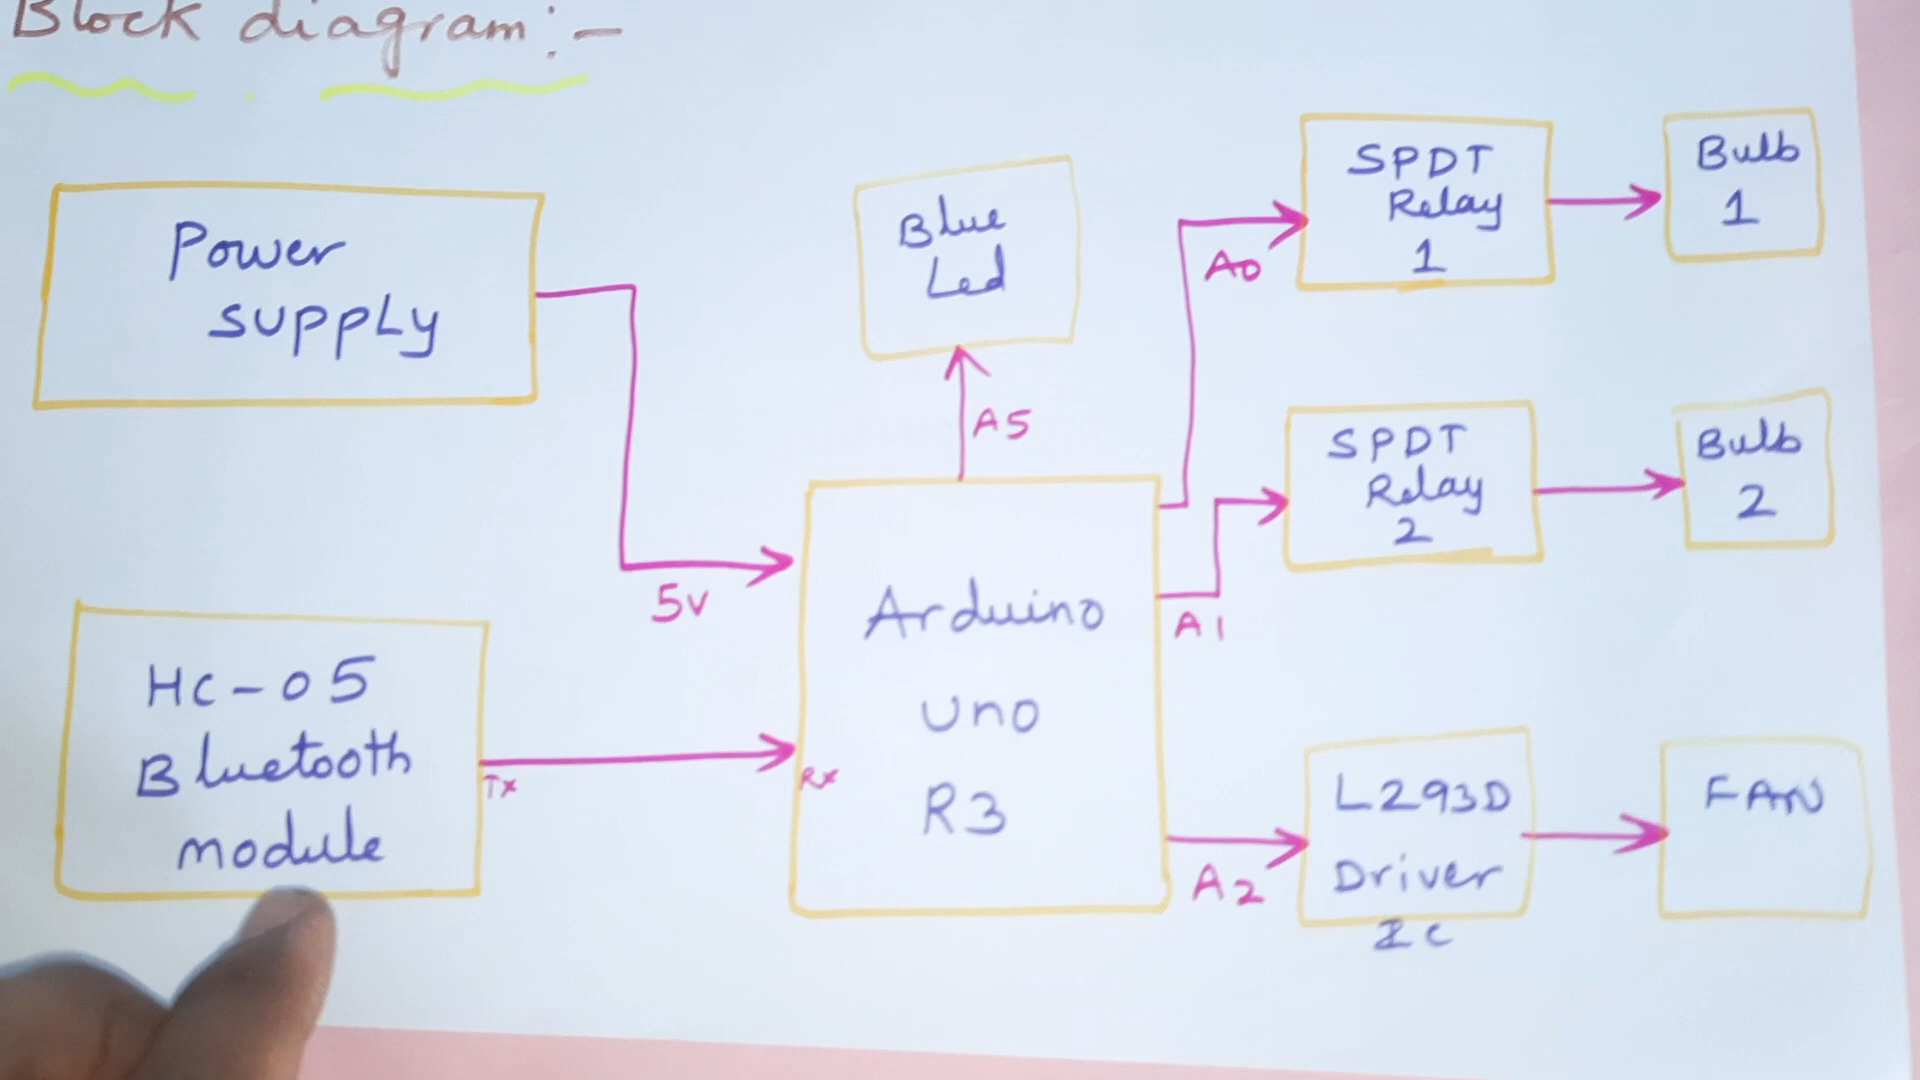 Block diagram:-
Power
supply
Blue
Led
SPDT
Relay
1
Bulb
1
A0
A5
SPDT
Relay
2
Bulb
2
5v
A1
Arduino
uno
R3
Hc-05
Bluetooth
module
Tx
Rx
A2
L293D
Driver
Ic
FAN